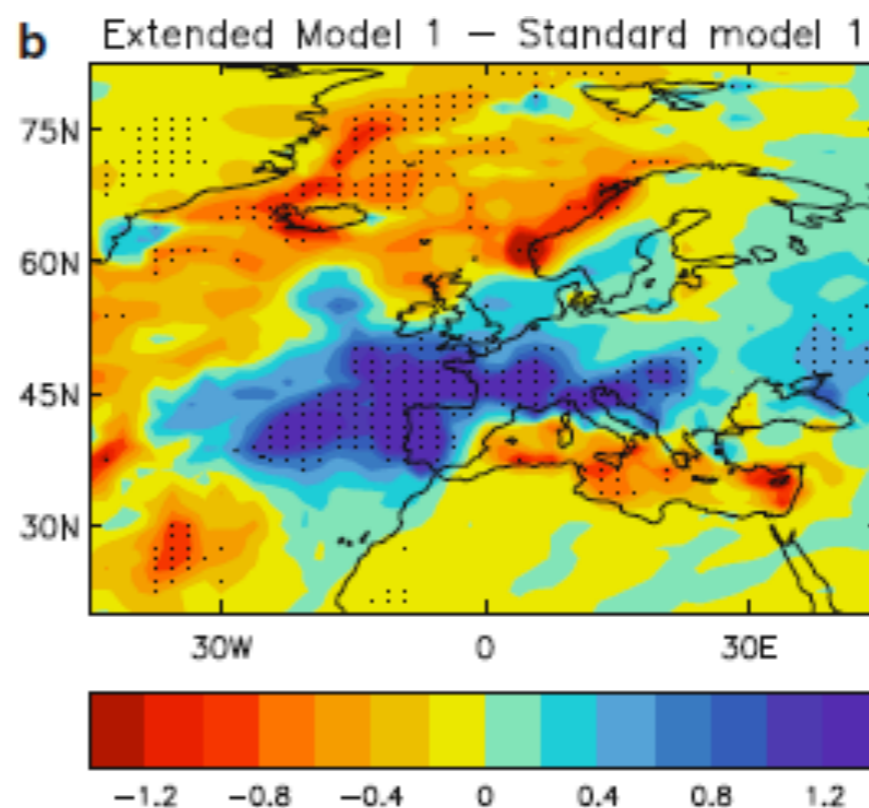 b Extended Model 1 – Standard model 1
75N
60N
45N
30N
30W 0 30E
−1.2 −0.8 −0.4 0 0.4 0.8 1.2